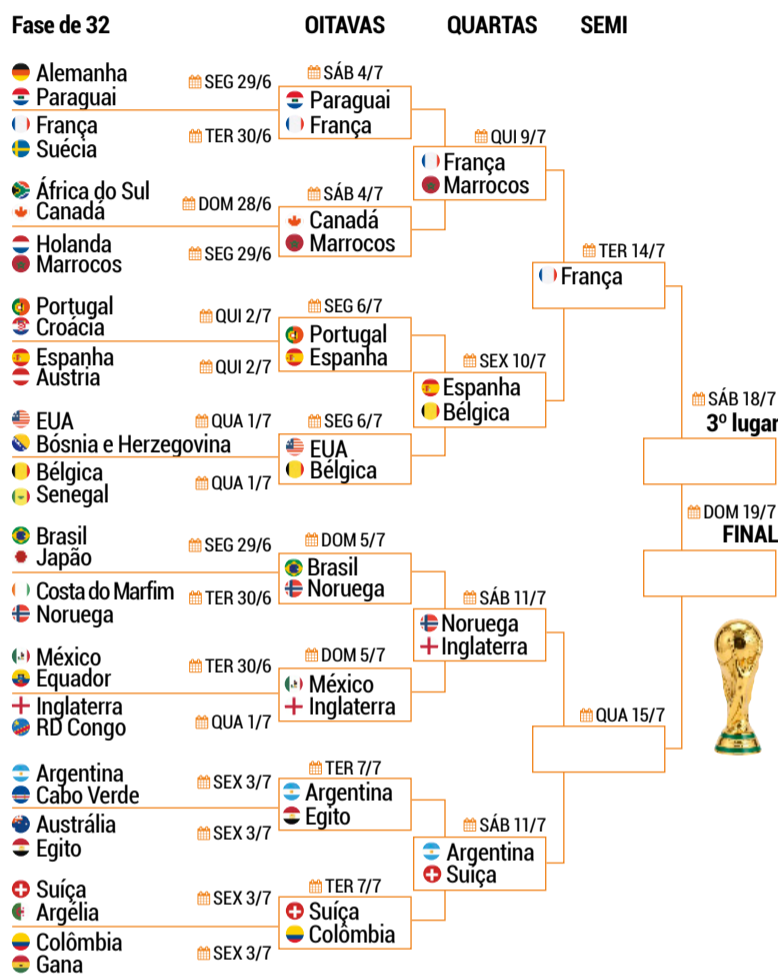 Fase de 32
OITAVAS
QUARTAS
SEMI
Alemanha
Paraguai
SEG 29/6
França
Suécia
TER 30/6
África do Sul
Canadá
DOM 28/6
Holanda
Marrocos
SEG 29/6
Portugal
Croácia
QUI 2/7
Espanha
Austria
QUI 2/7
EUA
Bósnia e Herzegovina
QUA 1/7
Bélgica
Senegal
QUA 1/7
Brasil
Japão
SEG 29/6
Costa do Marfim
Noruega
TER 30/6
México
Equador
TER 30/6
Inglaterra
RD Congo
QUA 1/7
Argentina
Cabo Verde
SEX 3/7
Austrália
Egito
SEX 3/7
Suíça
Argélia
SEX 3/7
Colômbia
Gana
SEX 3/7
SÁB 4/7
Paraguai
França
SÁB 4/7
Canadá
Marrocos
SEG 6/7
Portugal
Espanha
SEG 6/7
EUA
Bélgica
DOM 5/7
Brasil
Noruega
DOM 5/7
México
Inglaterra
TER 7/7
Argentina
Egito
TER 7/7
Suíça
Colômbia
QUI 9/7
França
Marrocos
SEX 10/7
Espanha
Bélgica
SÁB 11/7
Noruega
Inglaterra
SÁB 11/7
Argentina
Suíça
TER 14/7
França
QUA 15/7
SÁB 18/7
3º lugar
DOM 19/7
FINAL